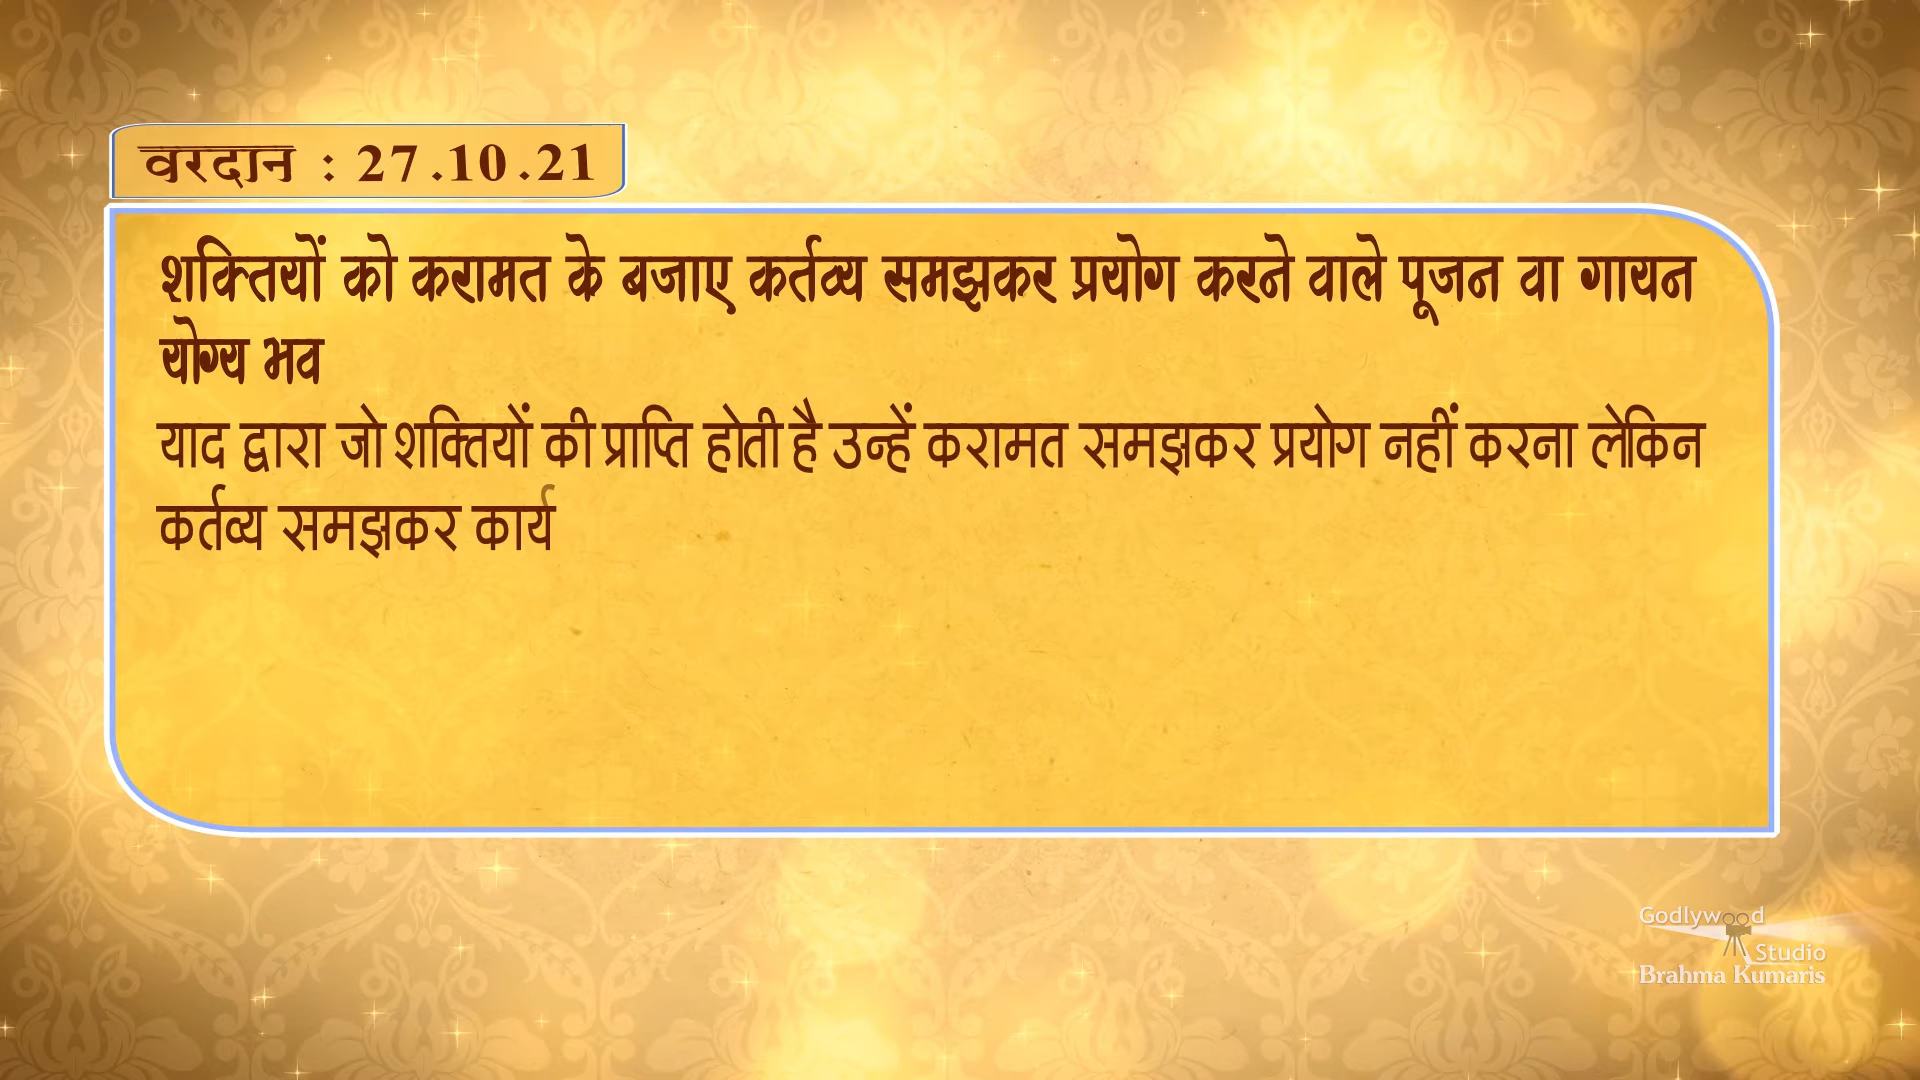 वरदान : 27.10.21
शक्तियों को करामत के बजाए कर्तव्य समझकर प्रयोग करने वाले पूजन वा गायन
योग्य भव
याद द्वारा जो शक्तियों की प्राप्ति होती है उन्हें करामत समझकर प्रयोग नहीं करना लेकिन
कर्तव्य समझकर कार्य
Godlywood
Studio
Brahma Kumaris